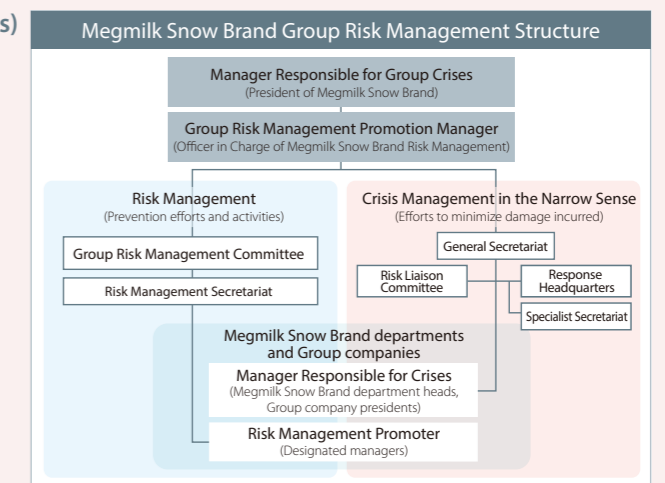 s)
Megmilk Snow Brand Group Risk Management Structure
Manager Responsible for Group Crises
(President of Megmilk Snow Brand)
Group Risk Management Promotion Manager
(Officer in Charge of Megmilk Snow Brand Risk Management)
Risk Management
(Prevention efforts and activities)
Group Risk Management Committee
Risk Management Secretariat
Crisis Management in the Narrow Sense
(Efforts to minimize damage incurred)
General Secretariat
Risk Liaison
Committee
Response
Headquarters
Specialist Secretariat
Megmilk Snow Brand departments
and Group companies
Manager Responsible for Crises
(Megmilk Snow Brand department heads,
Group company presidents)
Risk Management Promoter
(Designated managers)